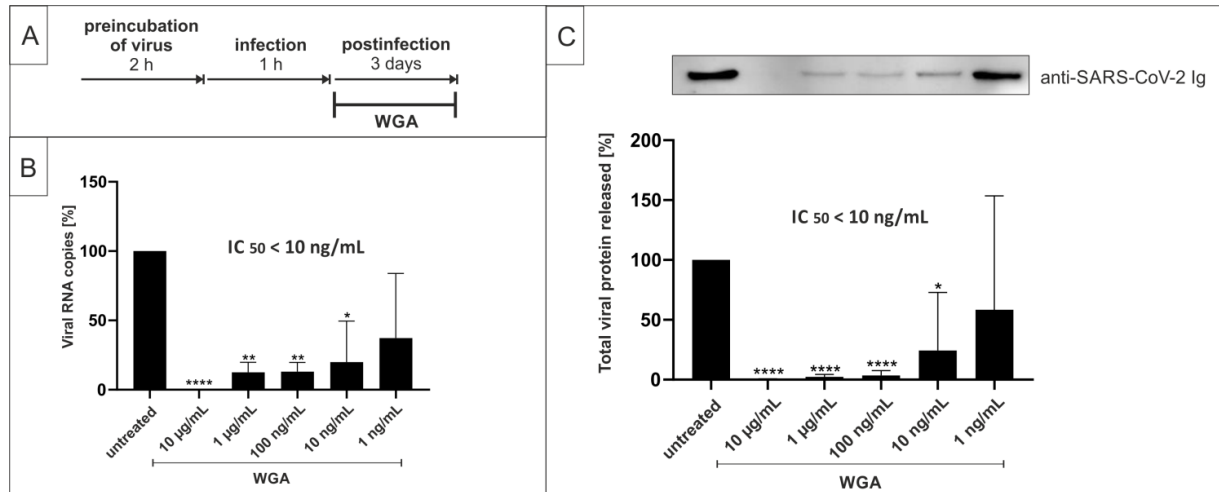 A
preincubation
of virus
2 h
infection
1 h
postinfection
3 days
WGA
B
Viral RNA copies [%]
150
100
50
0
IC 50 < 10 ng/mL
****
**
**
*
untreated
10 µg/mL
1 µg/mL
100 ng/mL
10 ng/mL
1 ng/mL
WGA
C
anti-SARS-CoV-2 Ig
Total viral protein released [%]
200
150
100
50
0
IC 50 < 10 ng/mL
****
****
****
*
untreated
10 µg/mL
1 µg/mL
100 ng/mL
10 ng/mL
1 ng/mL
WGA